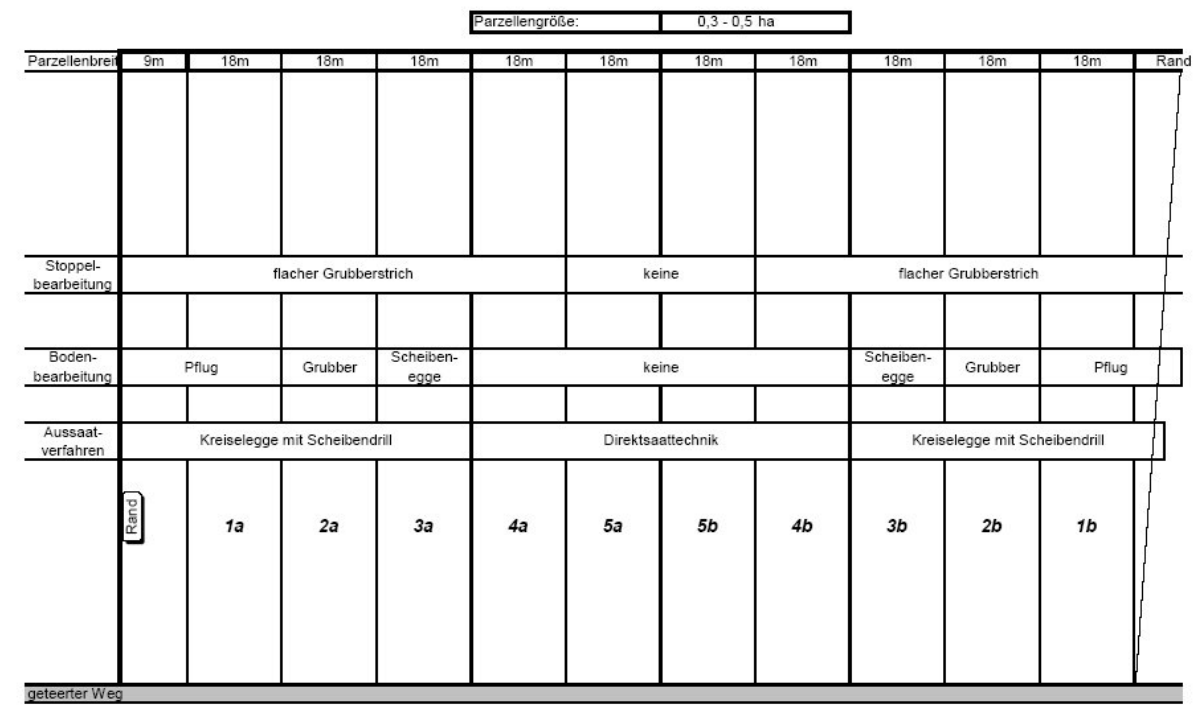 Parzellengröße: 0,3 - 0,5 ha
Parzellenbreit 9m 18m 18m 18m 18m 18m 18m 18m 18m 18m 18m Rand
Stoppel-
bearbeitung
flacher Grubberstrich keine flacher Grubberstrich
Boden-
bearbeitung
Pflug Grubber Scheiben-
egge
keine Scheiben-
egge
Grubber Pflug
Aussaat-
verfahren
Kreiselegge mit Scheibendrill Direktsaattechnik Kreiselegge mit Scheibendrill
Rand 1a 2a 3a 4a 5a 5b 4b 3b 2b 1b
geteerter Weg